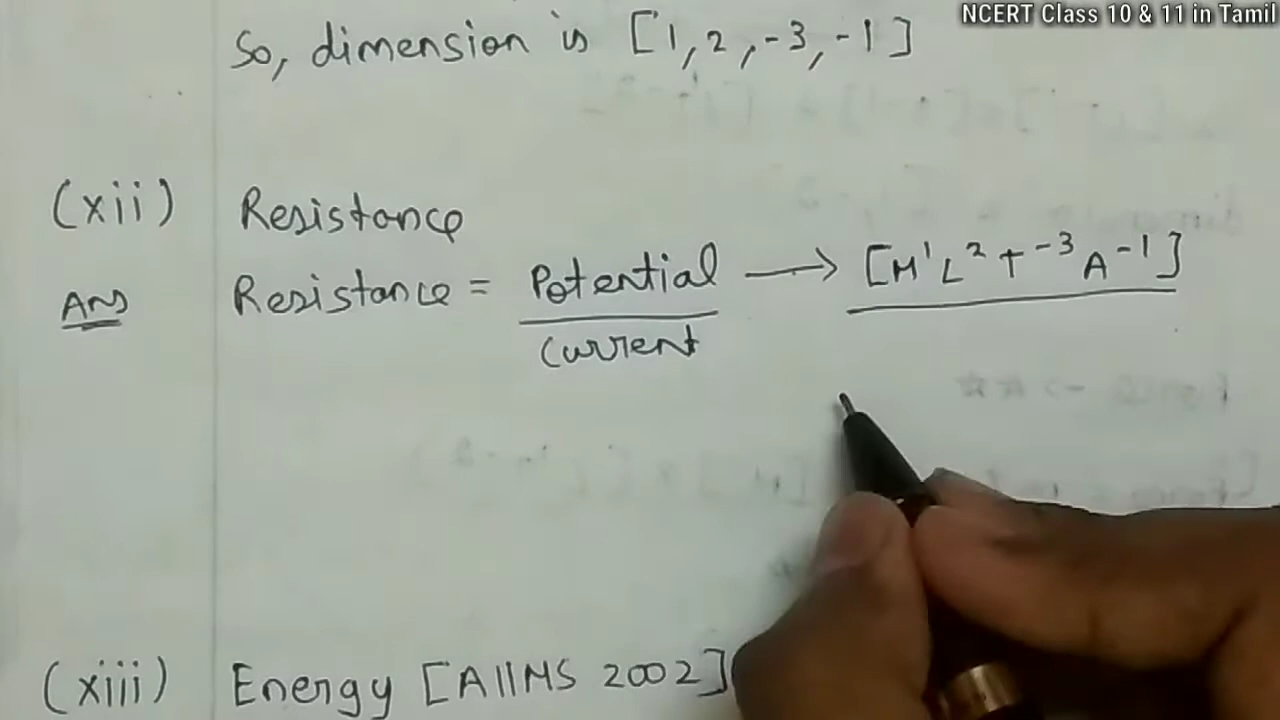 NCERT Class 10 & 11 in Tamil
So, dimension is [1, 2, -3, -1]
(xii) Resistance
Ans Resistance = Potential → [M¹L²T⁻³A⁻¹]
Current
(xiii) Energy [AIIMS 2002]